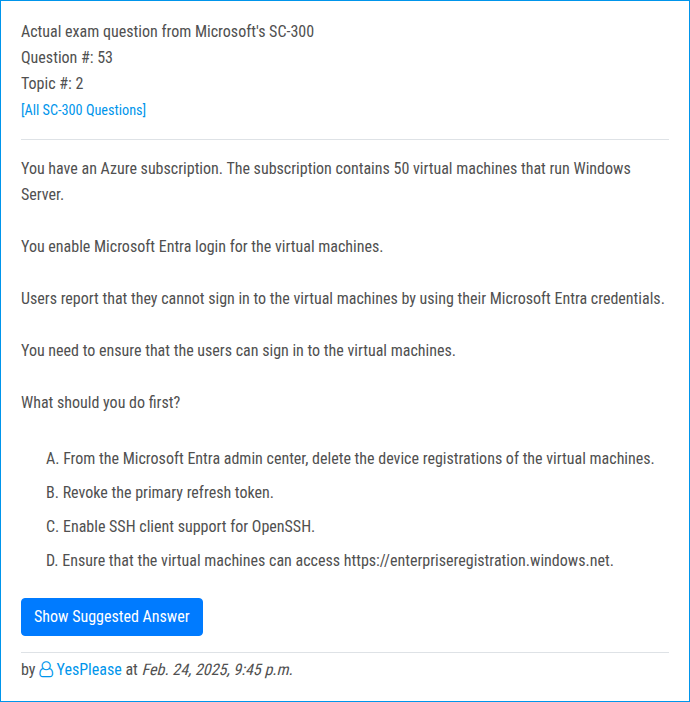 Actual exam question from Microsoft's SC-300
Question #: 53
Topic #: 2
[All SC-300 Questions]
You have an Azure subscription. The subscription contains 50 virtual machines that run Windows
Server.
You enable Microsoft Entra login for the virtual machines.
Users report that they cannot sign in to the virtual machines by using their Microsoft Entra credentials.
You need to ensure that the users can sign in to the virtual machines.
What should you do first?
A. From the Microsoft Entra admin center, delete the device registrations of the virtual machines.
B. Revoke the primary refresh token.
C. Enable SSH client support for OpenSSH.
D. Ensure that the virtual machines can access https://enterpriseregistration.windows.net.
Show Suggested Answer
by YesPlease at Feb. 24, 2025, 9:45 p.m.